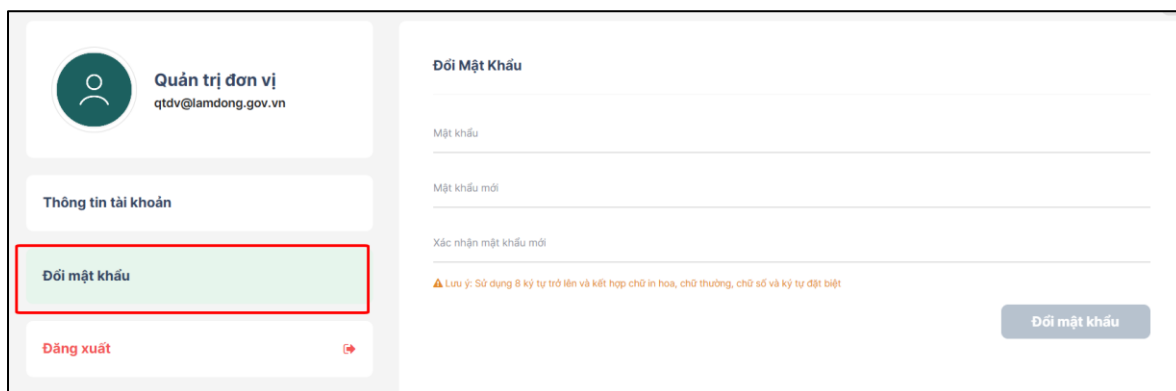 Quản trị đơn vị
qtdv@lamdong.gov.vn
Thông tin tài khoản
Đổi mật khẩu
Đăng xuất
Đổi Mật Khẩu
Mật khẩu
Mật khẩu mới
Xác nhận mật khẩu mới
Lưu ý: Sử dụng 8 ký tự trở lên và kết hợp chữ in hoa, chữ thường, chữ số và ký tự đặt biệt
Đổi mật khẩu